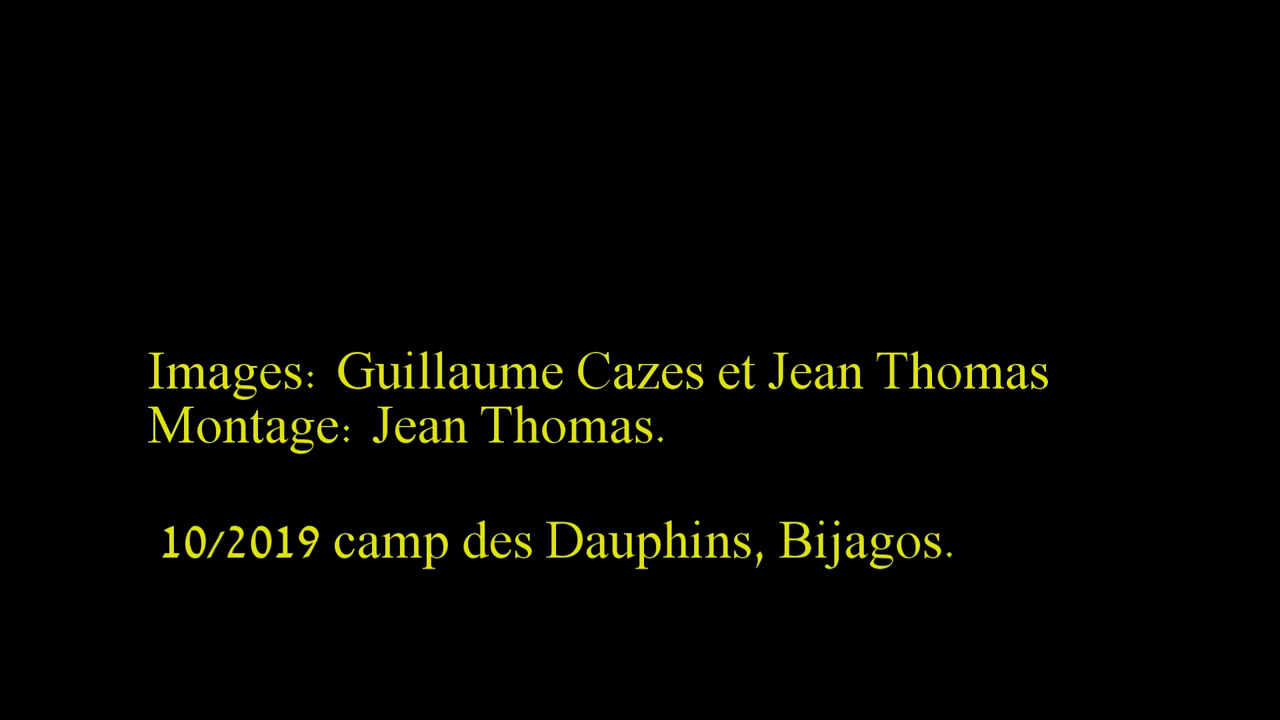 Images: Guillaume Cazes et Jean Thomas
Montage: Jean Thomas.
10/2019 camp des Dauphins, Bijagos.